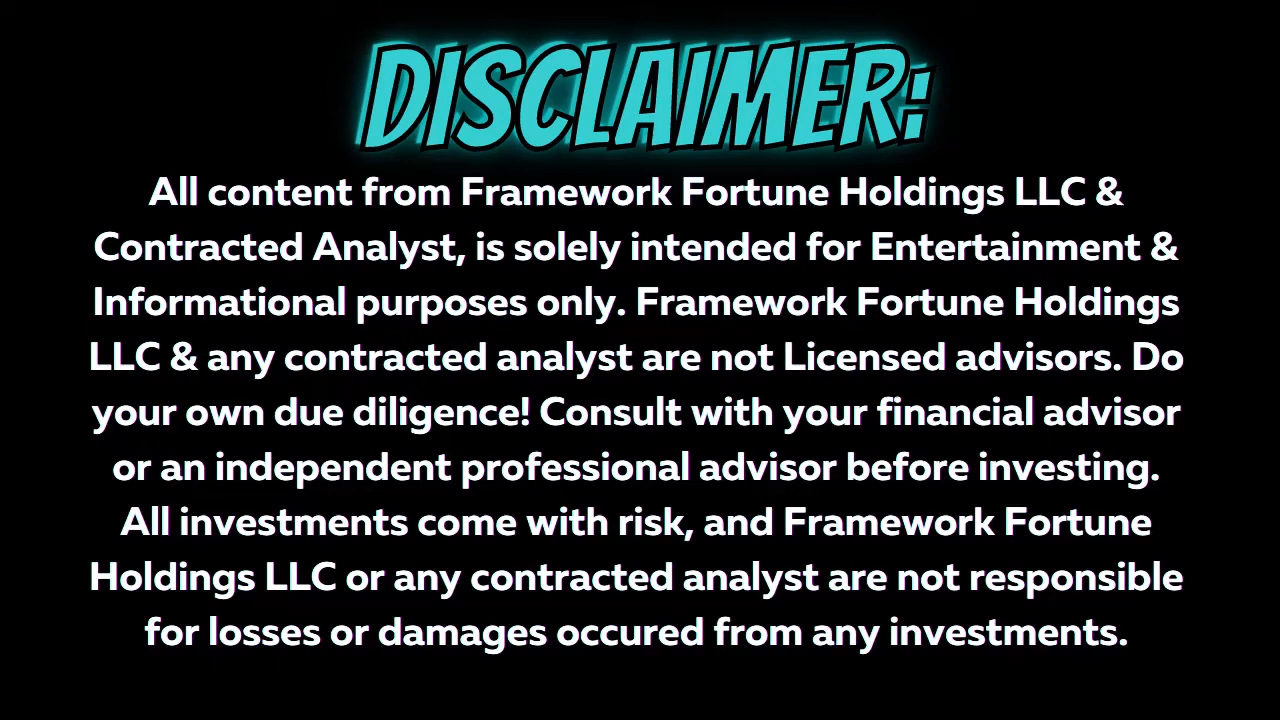 DISCLAIMER:
All content from Framework Fortune Holdings LLC &
Contracted Analyst, is solely intended for Entertainment &
Informational purposes only. Framework Fortune Holdings
LLC & any contracted analyst are not Licensed advisors. Do
your own due diligence! Consult with your financial advisor
or an independent professional advisor before investing.
All investments come with risk, and Framework Fortune
Holdings LLC or any contracted analyst are not responsible
for losses or damages occured from any investments.